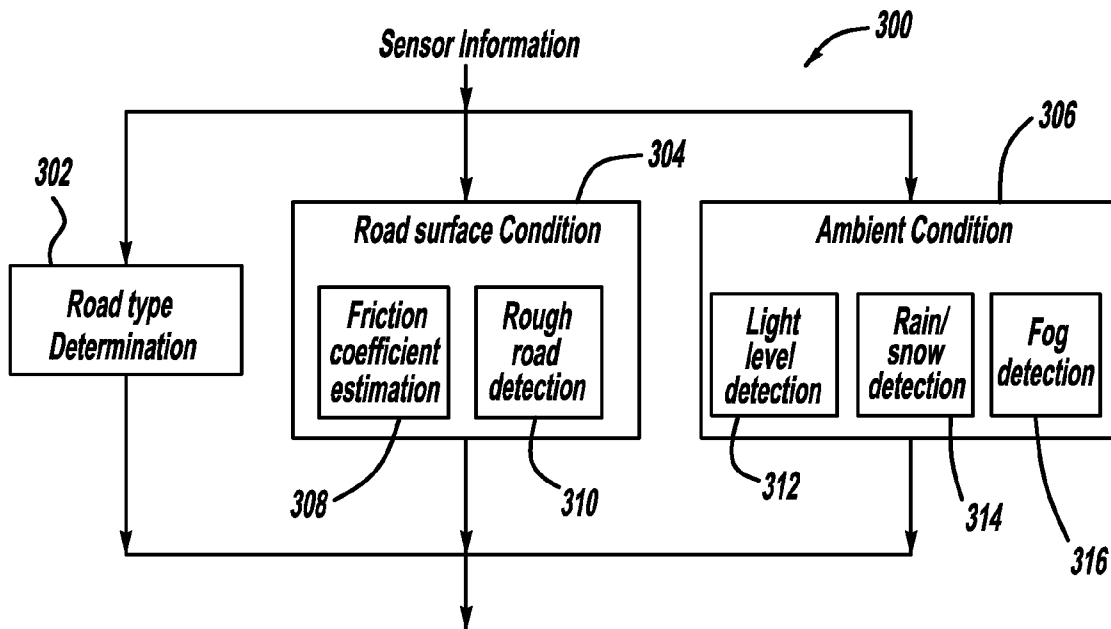 Sensor Information
300
306
304
302
Road surface Condition
Ambient Condition
Road type
Determination
Friction
coefficient
estimation
Rough
road
detection
Light
level
detection
Rain/
snow
detection
Fog
detection
308
310
312
314
316